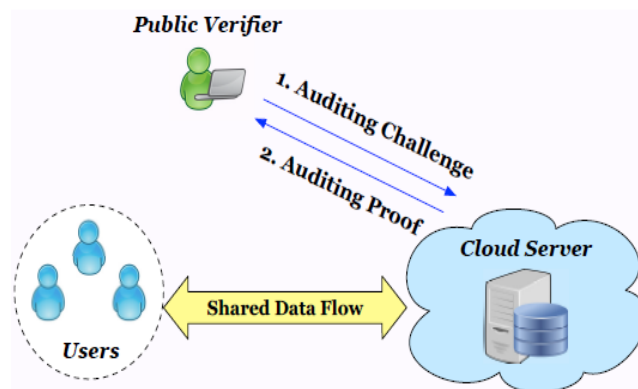 Public Verifier
1. Auditing Challenge
2. Auditing Proof
Cloud Server
Shared Data Flow
Users